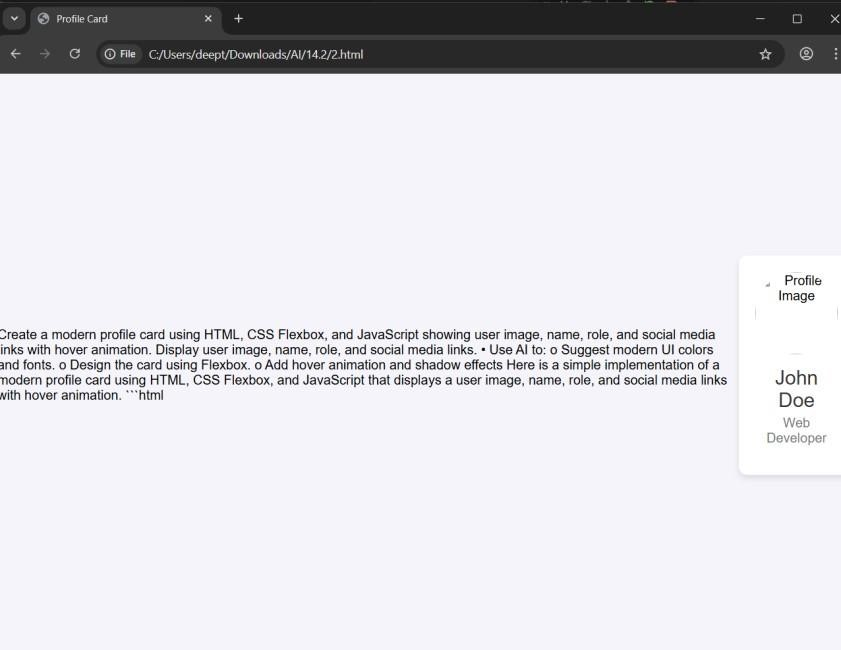 Profile Card
File C:/Users/deept/Downloads/AI/14.2/2.html
Create a modern profile card using HTML, CSS Flexbox, and JavaScript showing user image, name, role, and social media
links with hover animation. Display user image, name, role, and social media links. • Use AI to: o Suggest modern UI colors
and fonts. o Design the card using Flexbox. o Add hover animation and shadow effects Here is a simple implementation of a
modern profile card using HTML, CSS Flexbox, and JavaScript that displays a user image, name, role, and social media links
with hover animation. ```html
Profile
Image
John
Doe
Web
Developer